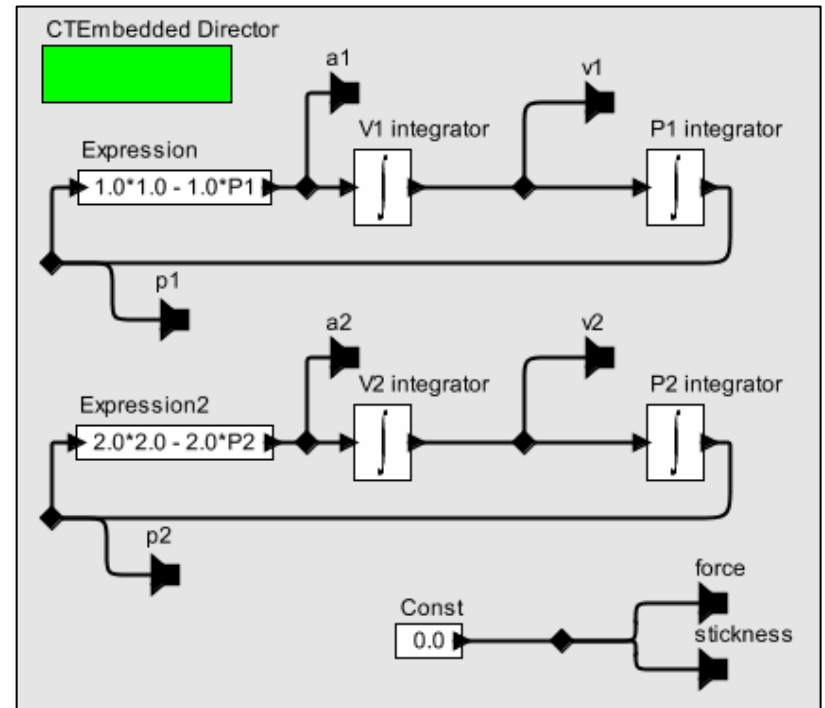 CTEmbedded Director
a1
v1
V1 integrator
P1 integrator
Expression
1.0*1.0 - 1.0*P1
p1
a2
v2
V2 integrator
P2 integrator
Expression2
2.0*2.0 - 2.0*P2
p2
force
Const
0.0
stickness